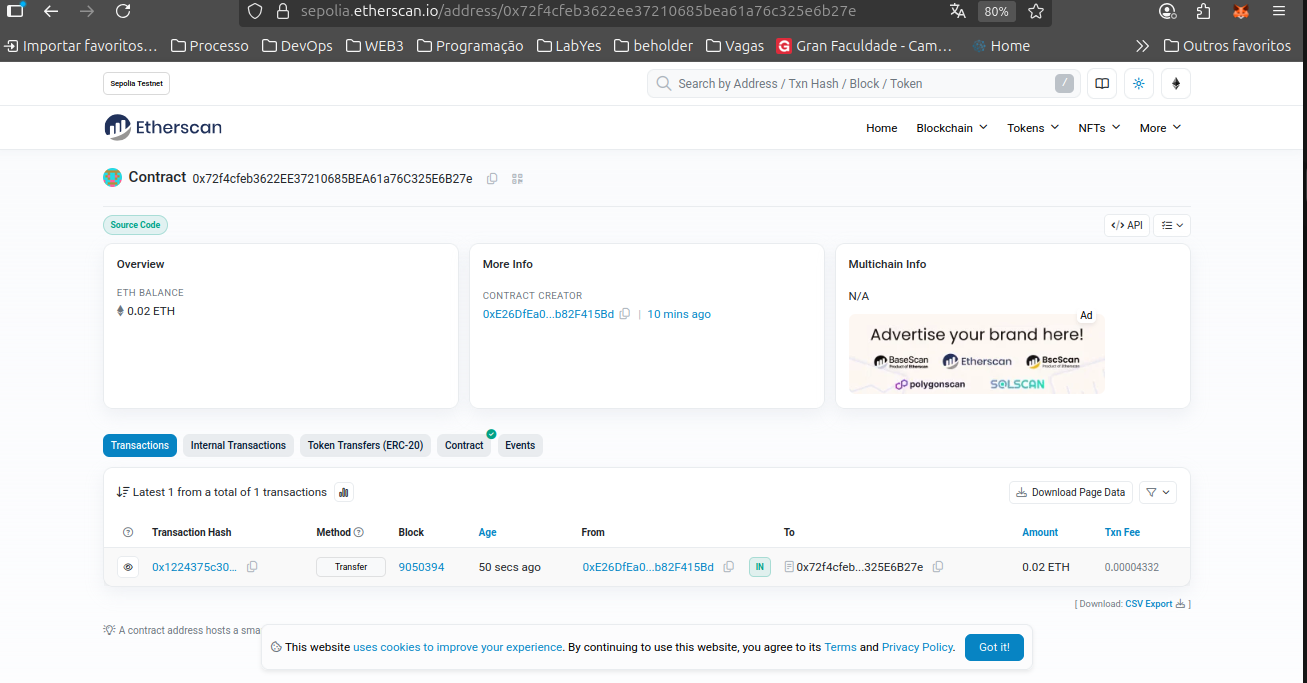 sepolia.etherscan.io/address/0x72f4cfeb3622ee37210685bea61a76c325e6b27e
80%
Importar favoritos… Processo DevOps WEB3 Programação LabYes beholder Vagas G Gran Faculdade - Cam… Home Outros favoritos
Sepolia Testnet
Search by Address / Txn Hash / Block / Token /
Etherscan
Home Blockchain Tokens NFTs More
Contract 0x72f4cfeb3622EE37210685BEA61a76C325E6B27e
Source Code
</> API
Overview
ETH BALANCE
0.02 ETH
More Info
CONTRACT CREATOR
0xE26DfEa0...b82F415Bd | 10 mins ago
Multichain Info
N/A
Ad
Advertise your brand here!
BaseScan Etherscan BscScan
polygonscan SOLSCAN
Transactions Internal Transactions Token Transfers (ERC-20) Contract Events
Latest 1 from a total of 1 transactions
Download Page Data
Transaction Hash Method Block Age From To Amount Txn Fee
0x1224375c30... Transfer 9050394 50 secs ago 0xE26DfEa0...b82F415Bd IN 0x72f4cfeb...325E6B27e 0.02 ETH 0.00004332
[ Download: CSV Export ]
A contract address hosts a sma
This website uses cookies to improve your experience. By continuing to use this website, you agree to its Terms and Privacy Policy.
Got it!